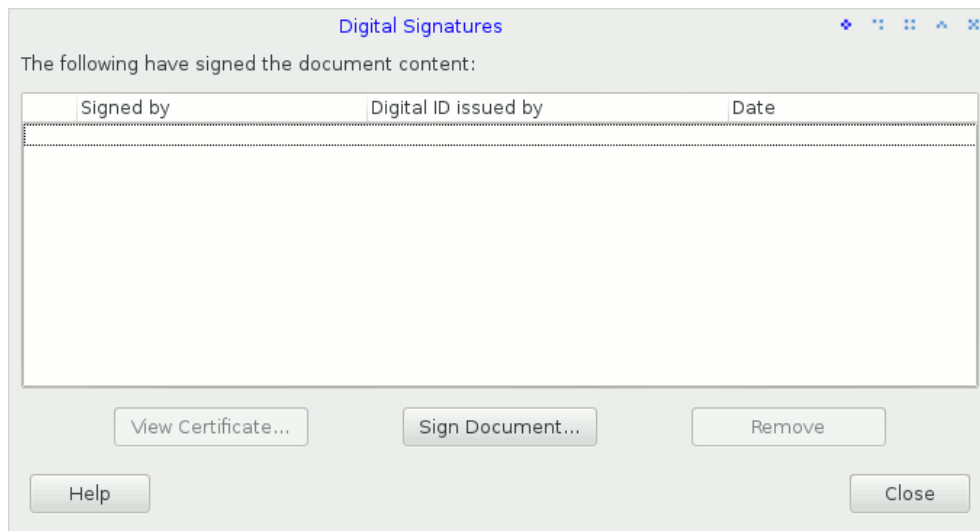 Digital Signatures
The following have signed the document content:
Signed by Digital ID issued by Date
View Certificate... Sign Document... Remove
Help Close